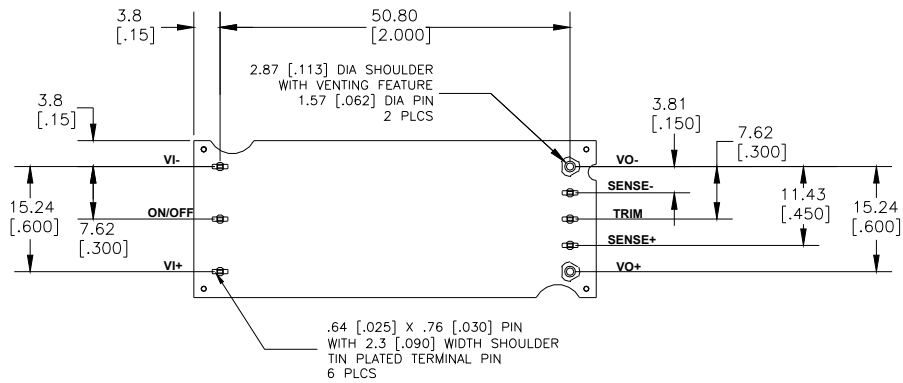 3.8
[.15]
50.80
[2.000]
2.87 [.113] DIA SHOULDER
WITH VENTING FEATURE
1.57 [.062] DIA PIN
2 PLCS
3.8
[.15]
3.81
[.150]
7.62
[.300]
VI-
VO-
SENSE-
15.24
[.600]
ON/OFF
7.62
[.300]
TRIM
11.43
[.450]
15.24
[.600]
SENSE+
VI+
VO+
.64 [.025] X .76 [.030] PIN
WITH 2.3 [.090] WIDTH SHOULDER
TIN PLATED TERMINAL PIN
6 PLCS